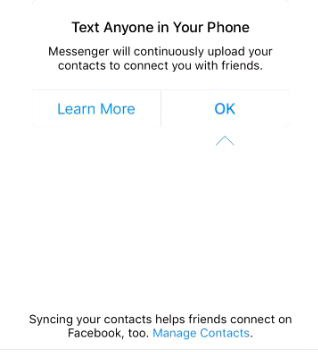 Text Anyone in Your Phone
Messenger will continuously upload your
contacts to connect you with friends.
Learn More OK
Syncing your contacts helps friends connect on
Facebook, too. Manage Contacts.